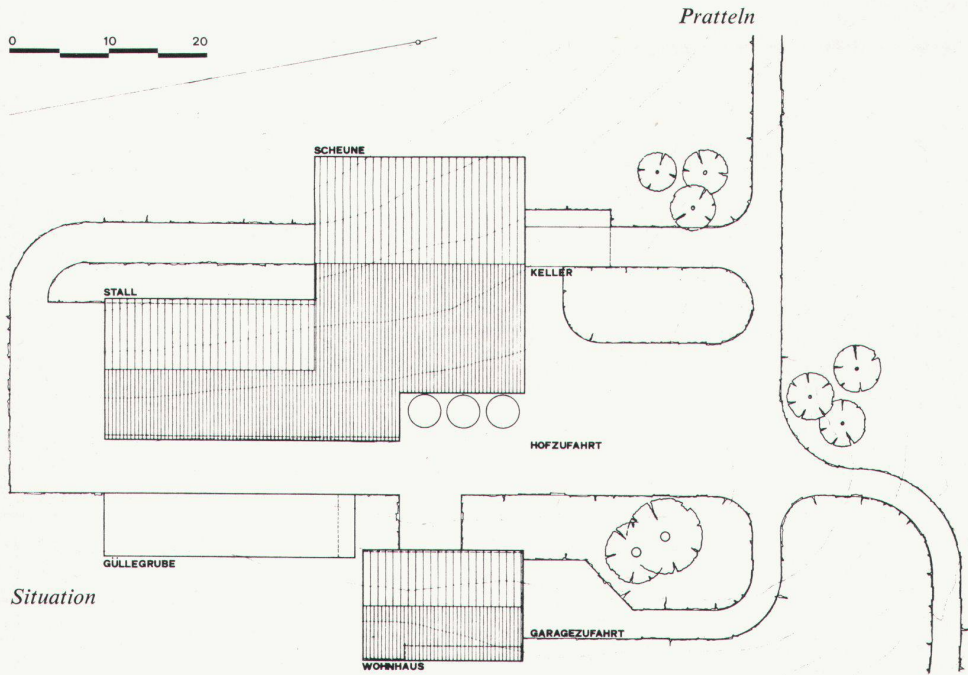 Pratteln
0 10 20
SCHEUNE
KELLER
STALL
HOFZUFAHRT
GÜLLEGRUBE
Situation
GARAGEZUFAHRT
WOHNHAUS